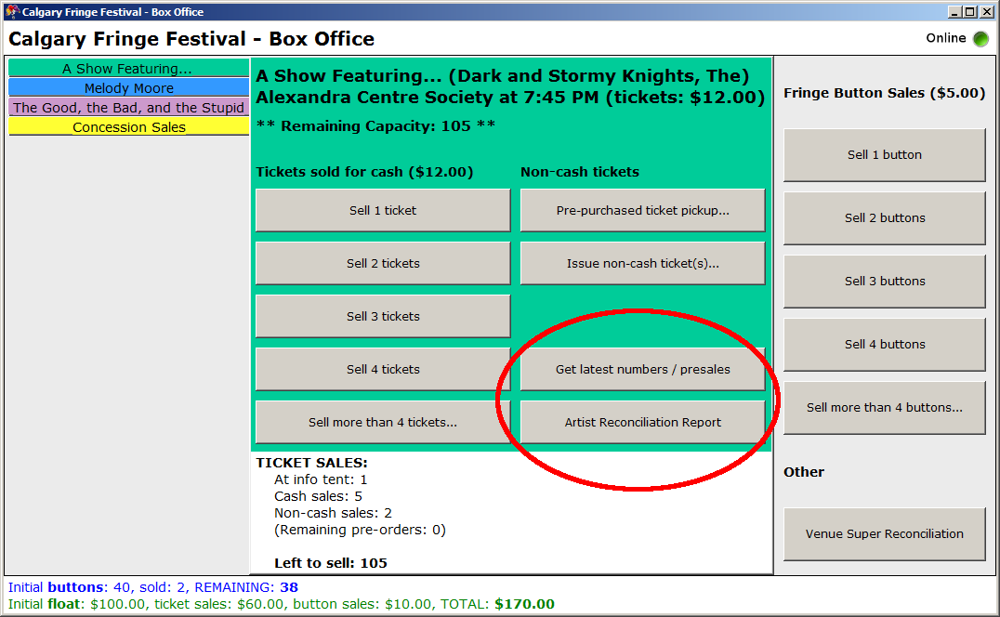 Calgary Fringe Festival - Box Office
Calgary Fringe Festival - Box Office
Online
A Show Featuring...
Melody Moore
The Good, the Bad, and the Stupid
Concession Sales
A Show Featuring... (Dark and Stormy Knights, The)
Alexandra Centre Society at 7:45 PM (tickets: $12.00)
** Remaining Capacity: 105 **
Tickets sold for cash ($12.00)
Sell 1 ticket
Sell 2 tickets
Sell 3 tickets
Sell 4 tickets
Sell more than 4 tickets...
Non-cash tickets
Pre-purchased ticket pickup...
Issue non-cash ticket(s)...
Get latest numbers / presales
Artist Reconciliation Report
TICKET SALES:
At info tent: 1
Cash sales: 5
Non-cash sales: 2
(Remaining pre-orders: 0)
Left to sell: 105
Fringe Button Sales ($5.00)
Sell 1 button
Sell 2 buttons
Sell 3 buttons
Sell 4 buttons
Sell more than 4 buttons...
Other
Venue Super Reconciliation
Initial buttons: 40, sold: 2, REMAINING: 38
Initial float: $100.00, ticket sales: $60.00, button sales: $10.00, TOTAL: $170.00